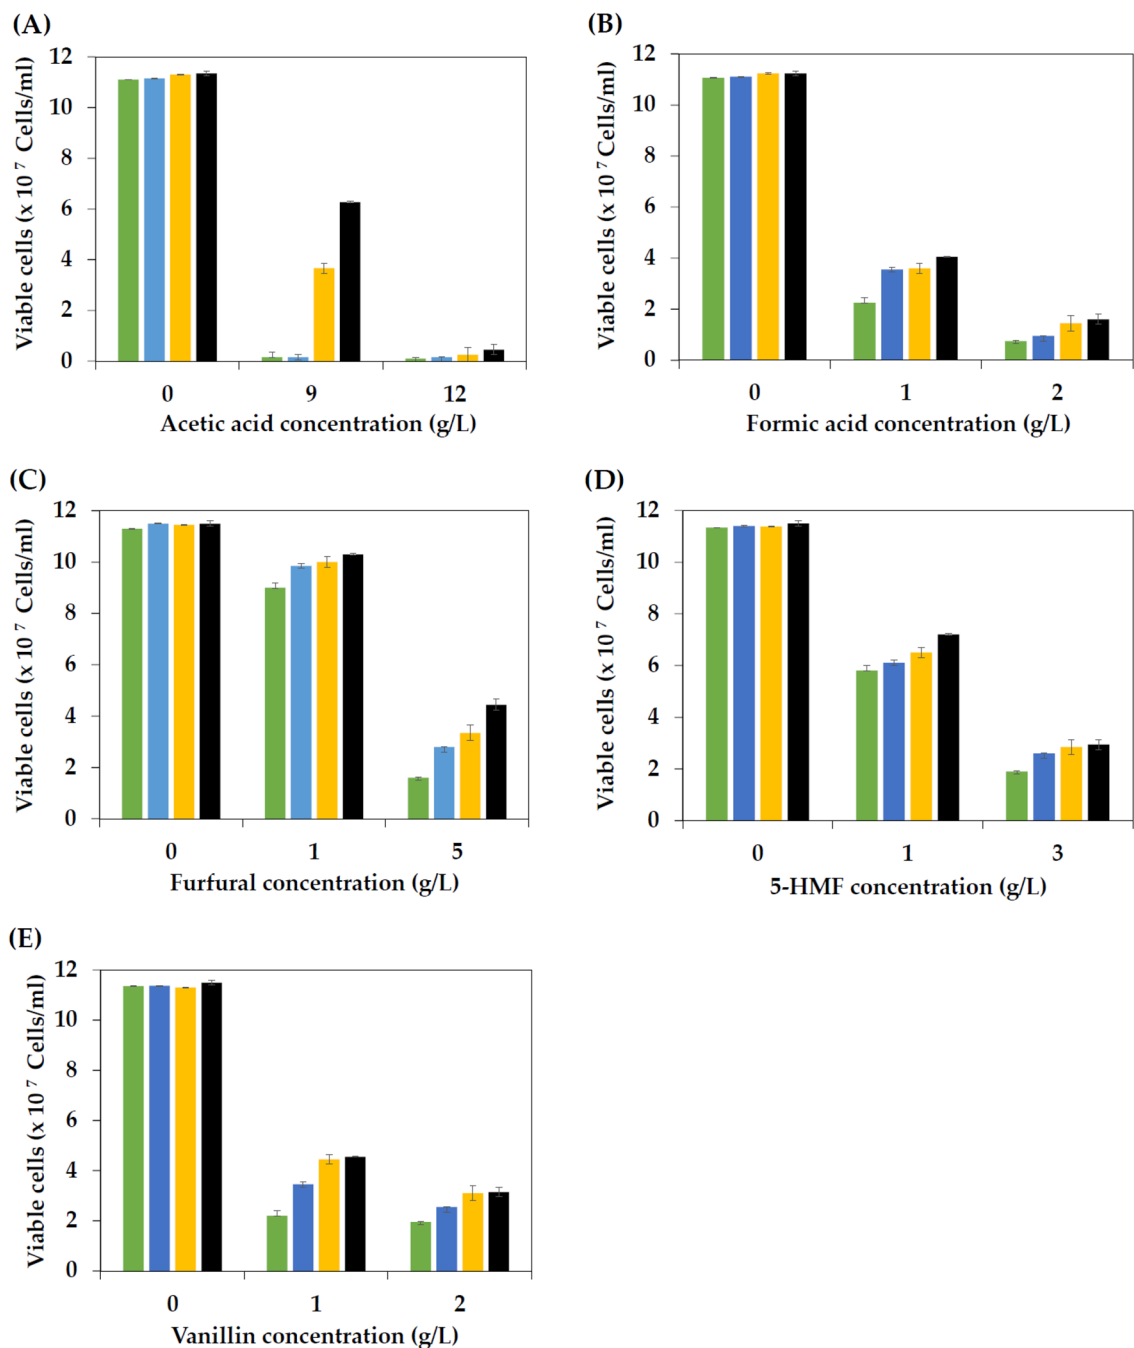 (A)
Viable cells (x 10 7 Cells/ml)
12
10
8
6
4
2
0
0 9 12
Acetic acid concentration (g/L)
(B)
Viable cells (x 10 7 Cells/ml)
12
10
8
6
4
2
0
0 1 2
Formic acid concentration (g/L)
(C)
Viable cells (x 10 7 Cells/ml)
12
10
8
6
4
2
0
0 1 5
Furfural concentration (g/L)
(D)
Viable cells (x 10 7 Cells/ml)
12
10
8
6
4
2
0
0 1 3
5-HMF concentration (g/L)
(E)
Viable cells (x 10 7 Cells/ml)
12
10
8
6
4
2
0
0 1 2
Vanillin concentration (g/L)